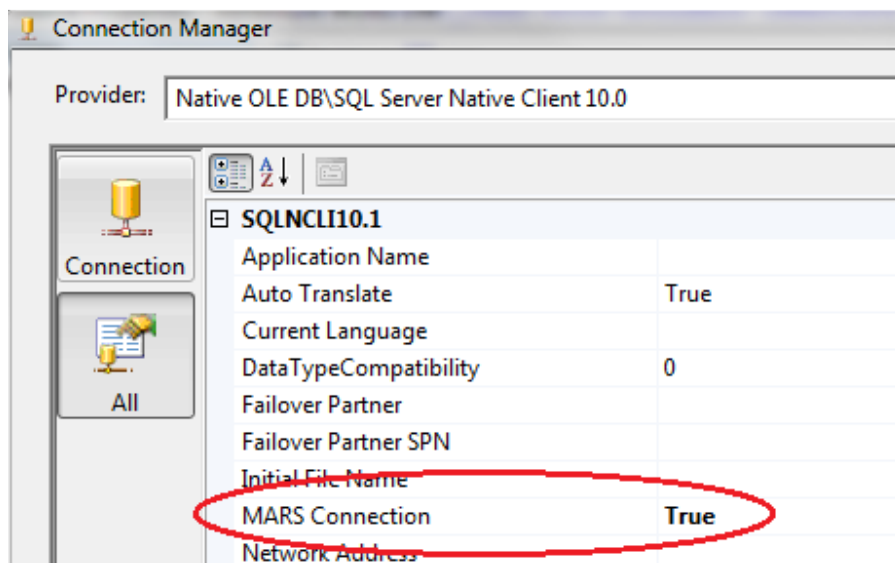 Connection Manager
Provider: Native OLE DB\SQL Server Native Client 10.0
A
Z
Connection
All
SQLNCLI10.1
Application Name
Auto Translate True
Current Language
DataTypeCompatibility 0
Failover Partner
Failover Partner SPN
Initial File Name
MARS Connection True
Network Address